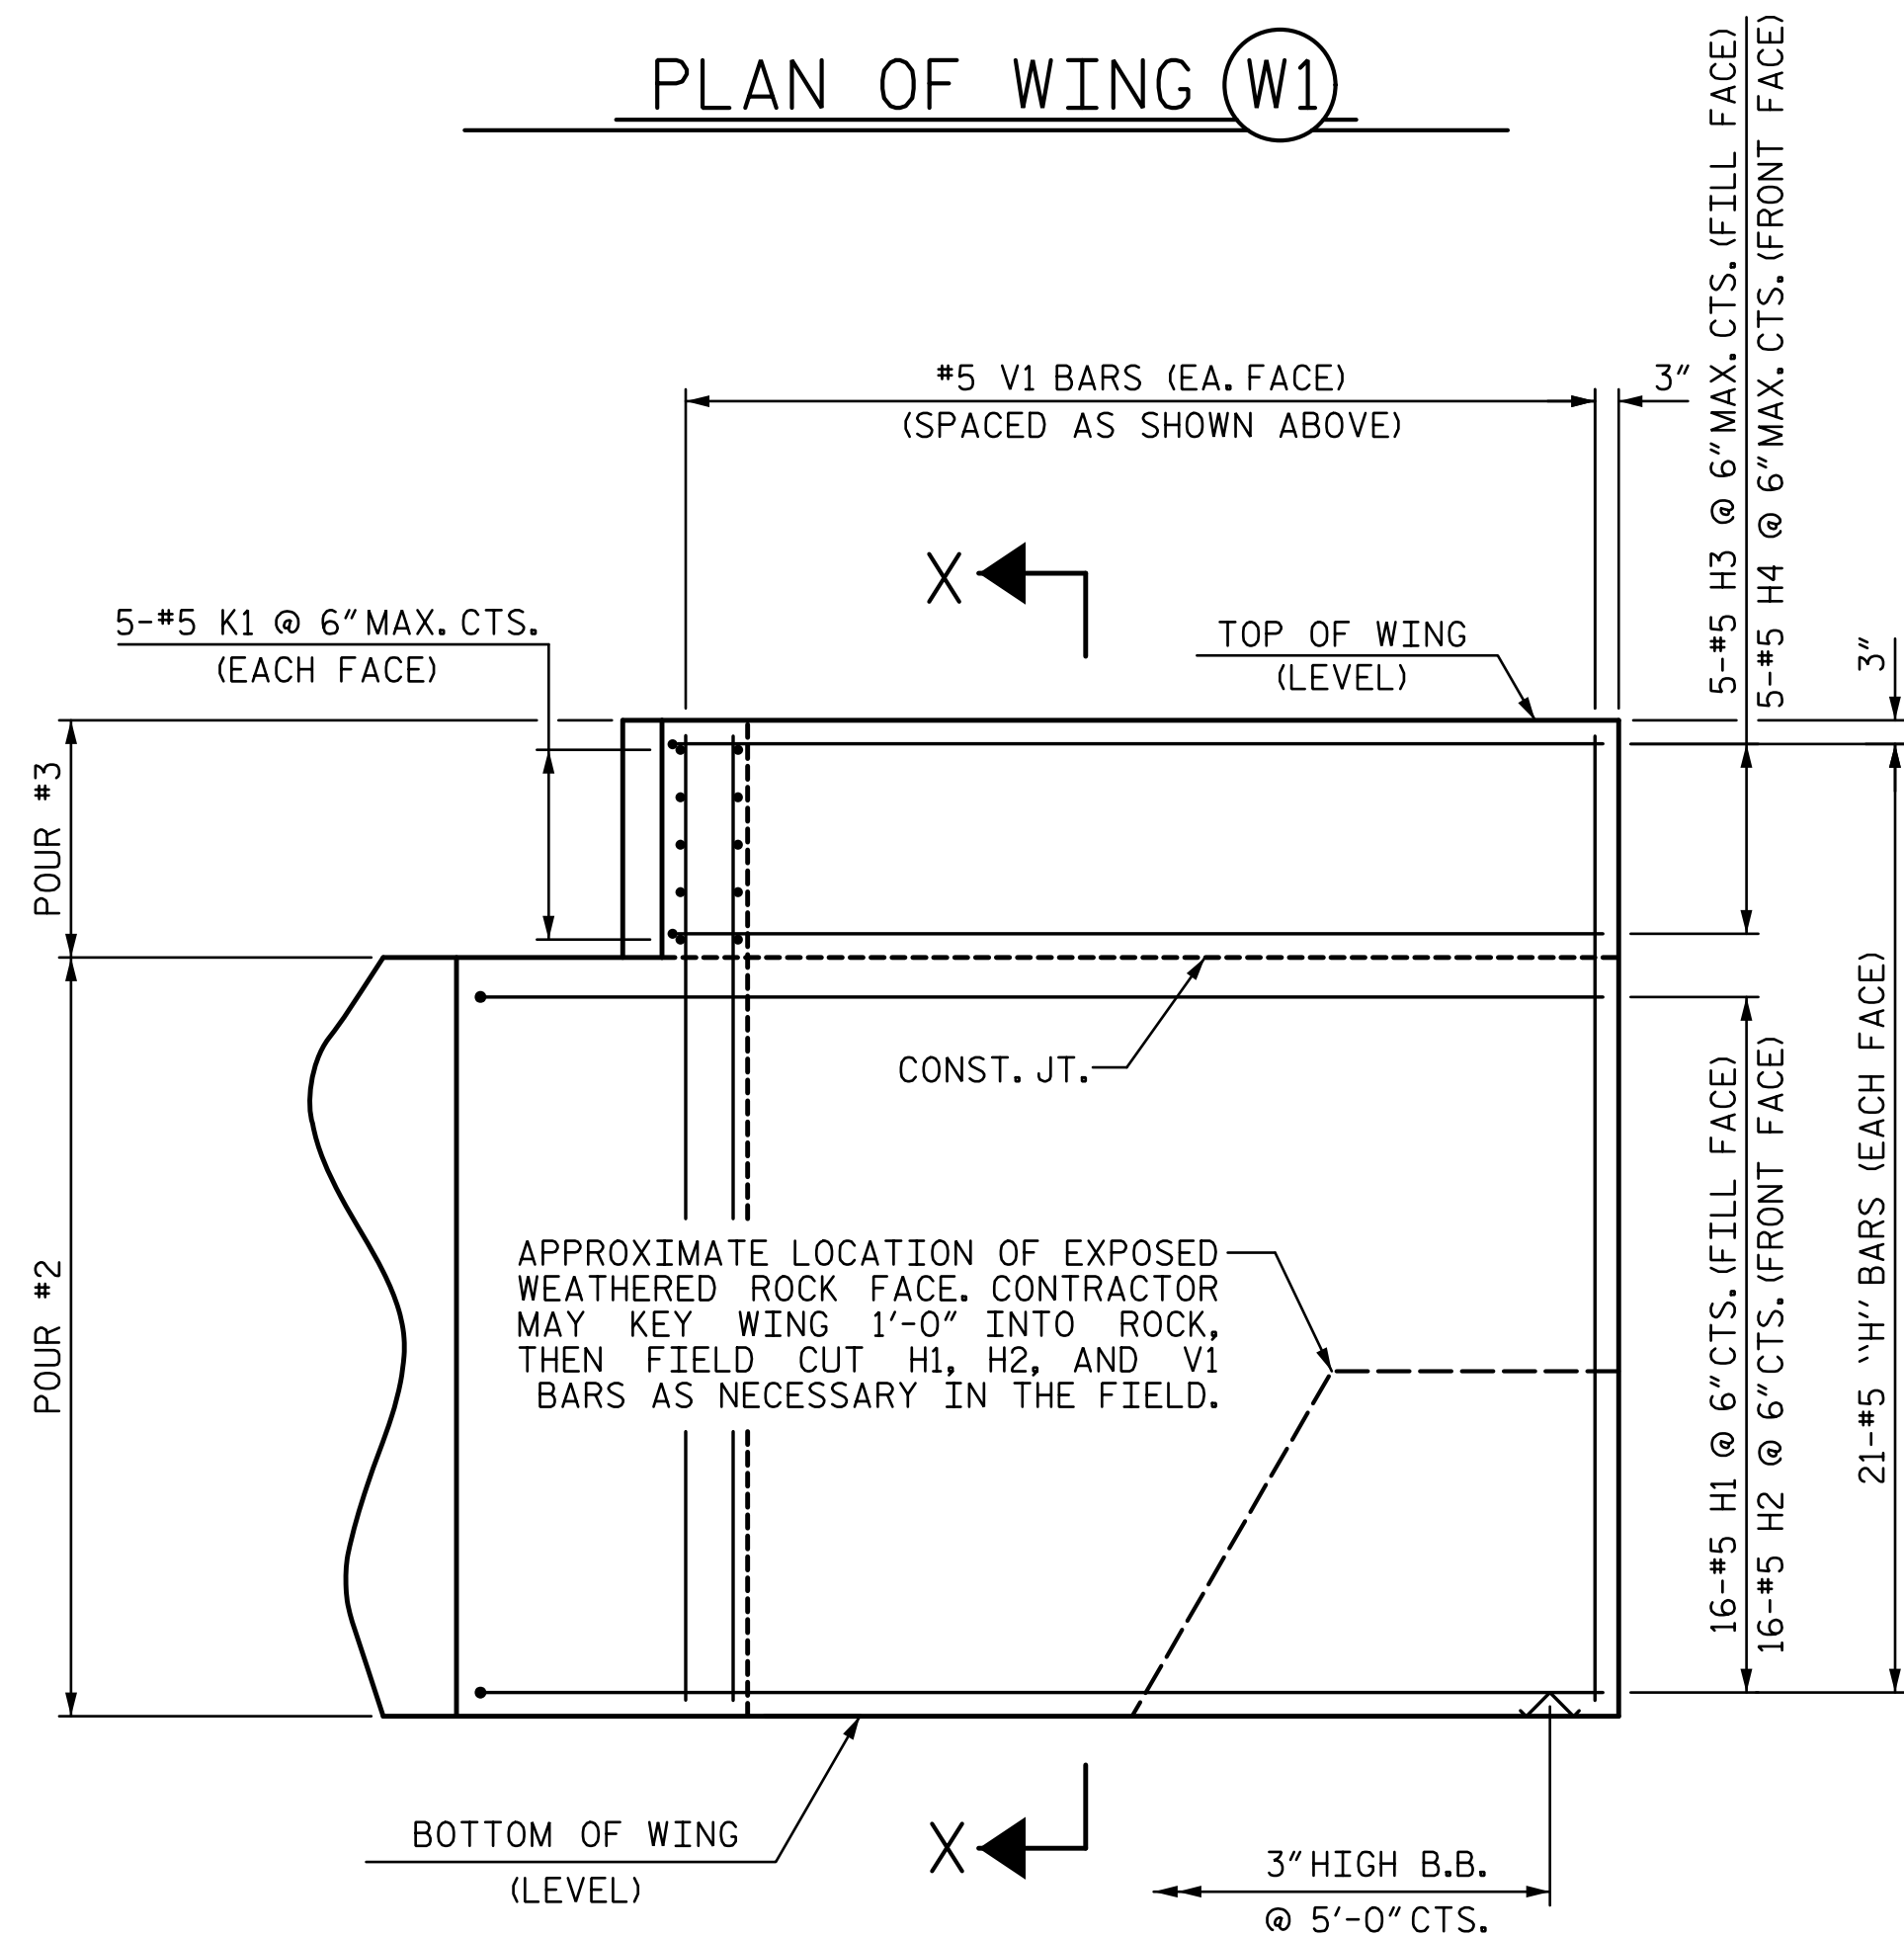 PLAN OF WING W1
#5 V1 BARS (EA. FACE)
(SPACED AS SHOWN ABOVE)
3"
5-#5 H3 @ 6" MAX. CTS. (FILL FACE)
5-#5 H4 @ 6" MAX. CTS. (FRONT FACE)
X
5-#5 K1 @ 6" MAX. CTS.
(EACH FACE)
TOP OF WING
(LEVEL)
3"
POUR #3
CONST. JT.
POUR #2
APPROXIMATE LOCATION OF EXPOSED
WEATHERED ROCK FACE. CONTRACTOR
MAY KEY WING 1'-0" INTO ROCK,
THEN FIELD CUT H1, H2, AND V1
BARS AS NECESSARY IN THE FIELD.
16-#5 H1 @ 6" CTS. (FILL FACE)
16-#5 H2 @ 6" CTS. (FRONT FACE)
21-#5 "H" BARS (EACH FACE)
BOTTOM OF WING
(LEVEL)
X
3" HIGH B.B.
@ 5'-0" CTS.